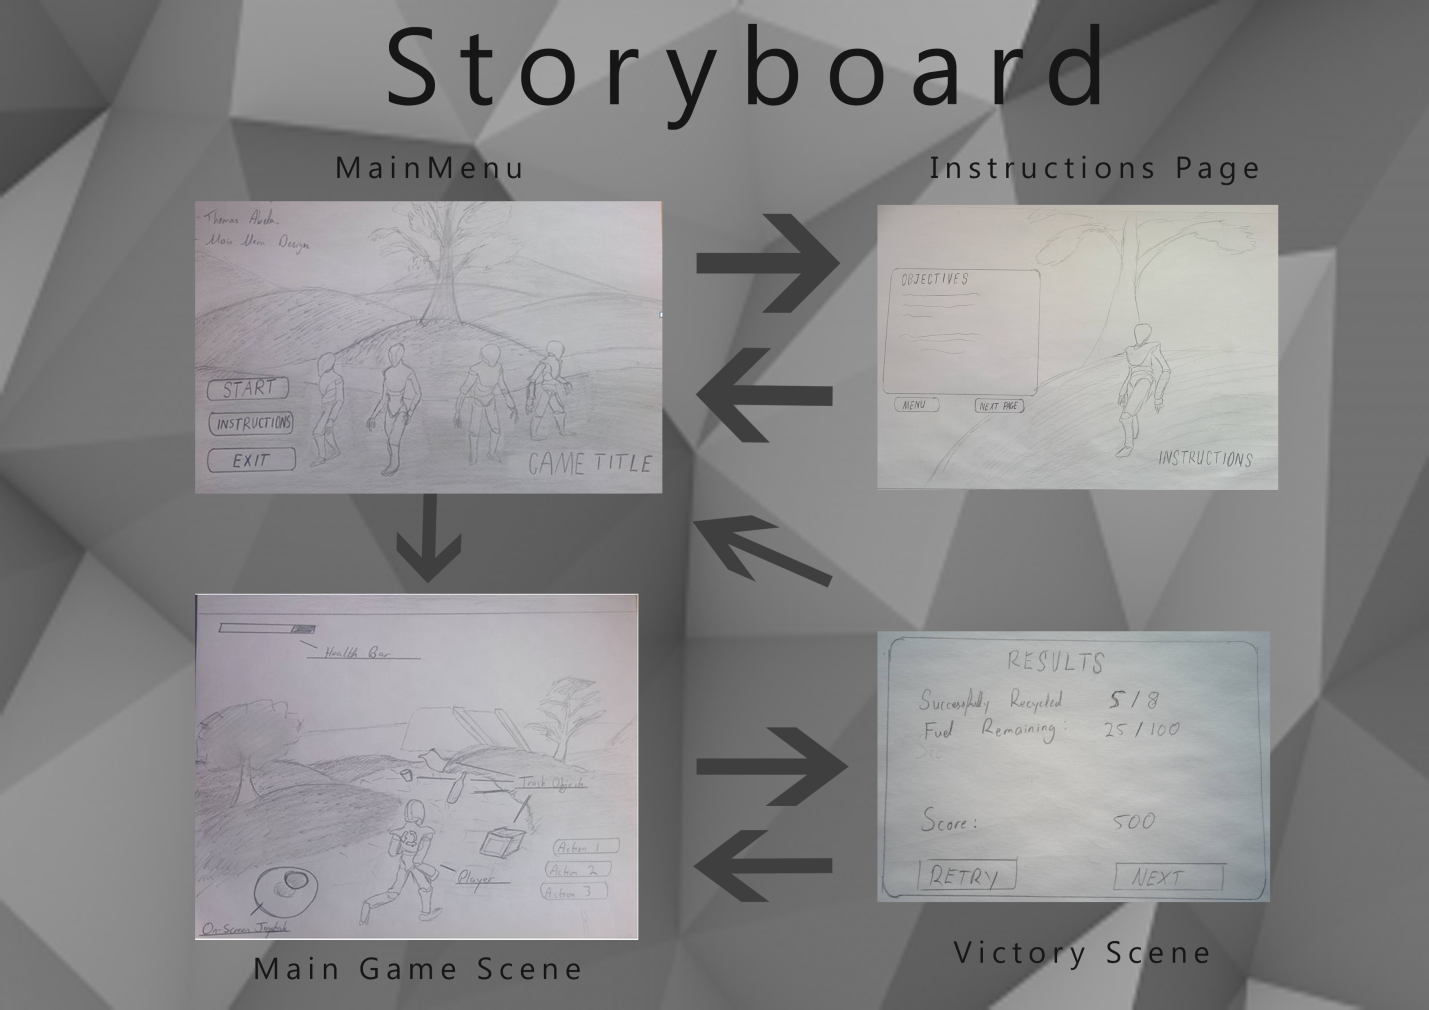 Storyboard
MainMenu
Instructions Page
- Thomas
- Main Menu Design
START
INSTRUCTIONS
EXIT
GAME TITLE
OBJECTIVES
MENU
NEXT PAGE
INSTRUCTIONS
Health Bar
Trash Objects
Action 1
Action 2
Action 3
Player
On-Screen Joystick
RESULTS
Successfully Recycled 5/8
Fuel Remaining: 25/100
Score: 500
RETRY
NEXT
Main Game Scene
Victory Scene